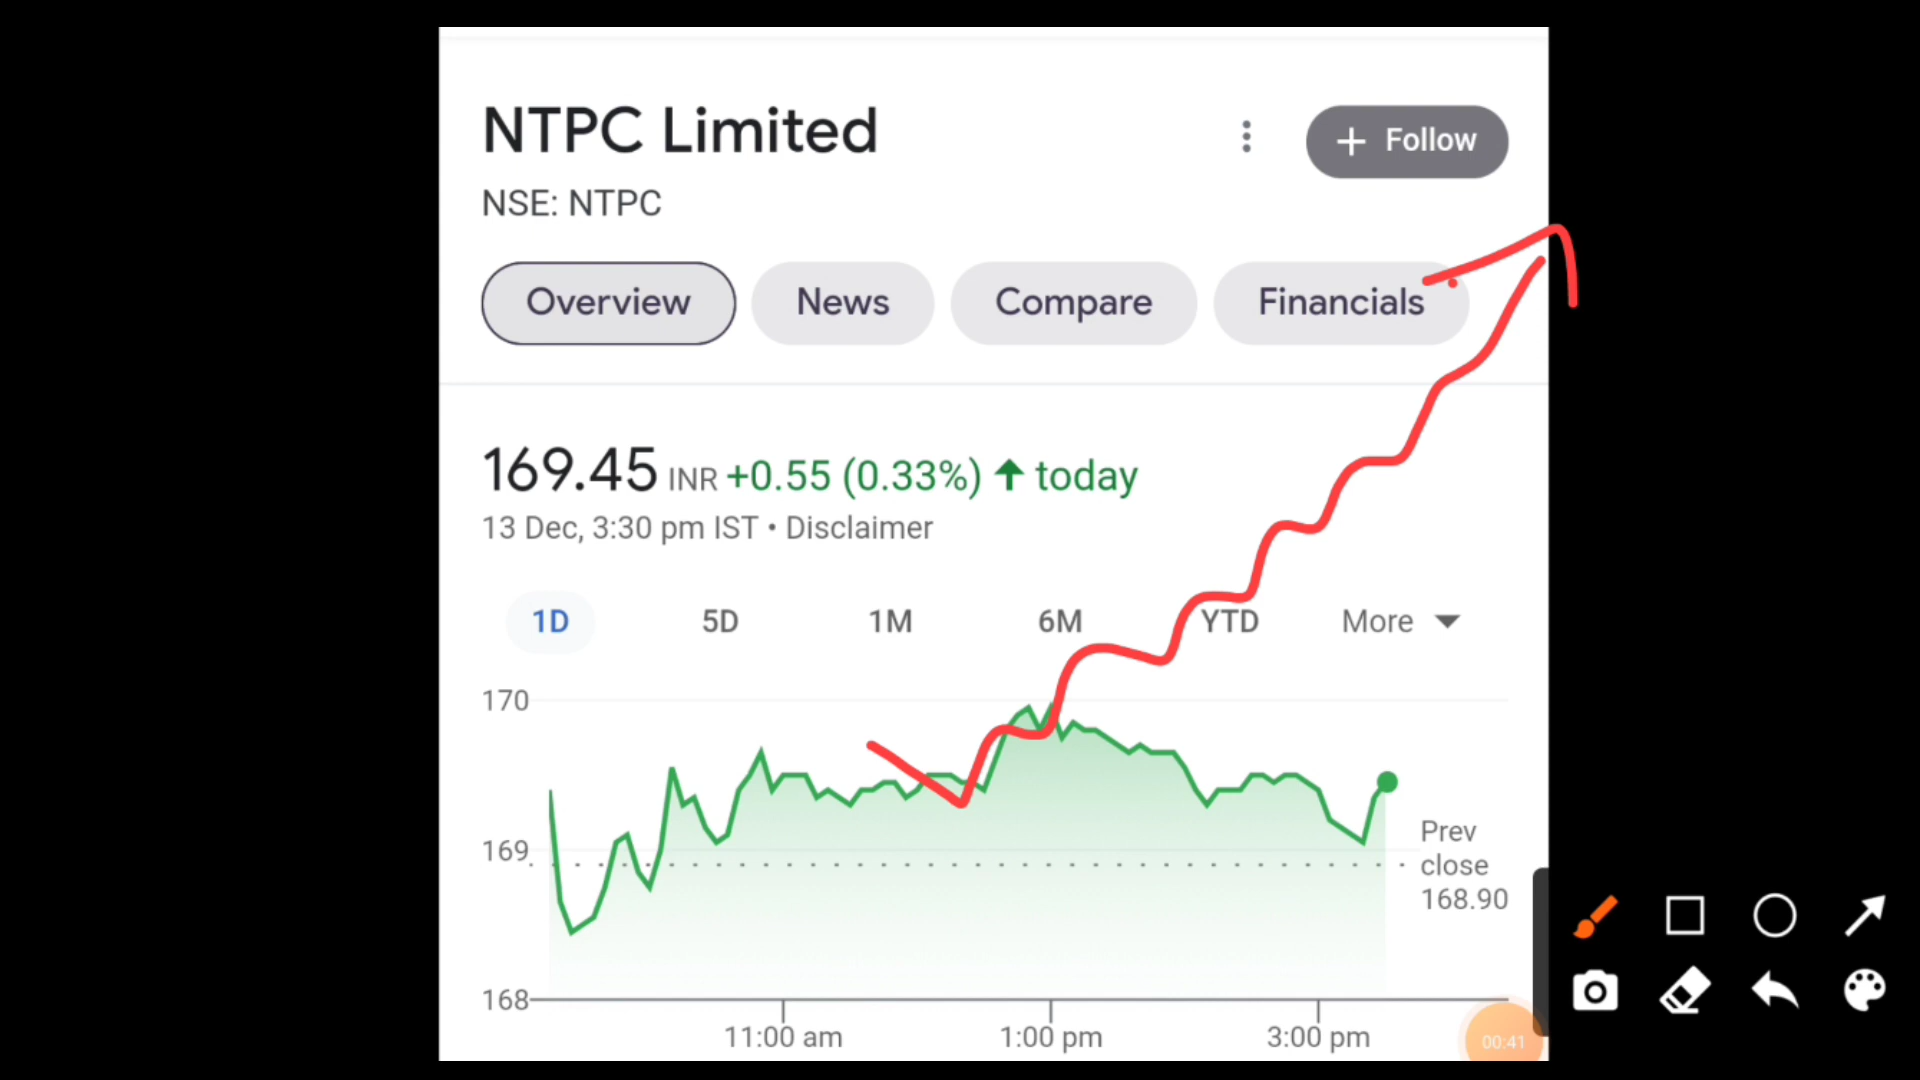 NTPC Limited
+ Follow
NSE: NTPC
Overview News Compare Financials
169.45 INR +0.55 (0.33%) ↑ today
13 Dec, 3:30 pm IST • Disclaimer
1D 5D 1M 6M YTD More
170
169
168
Prev
close
168.90
11:00 am 1:00 pm 3:00 pm
00:41